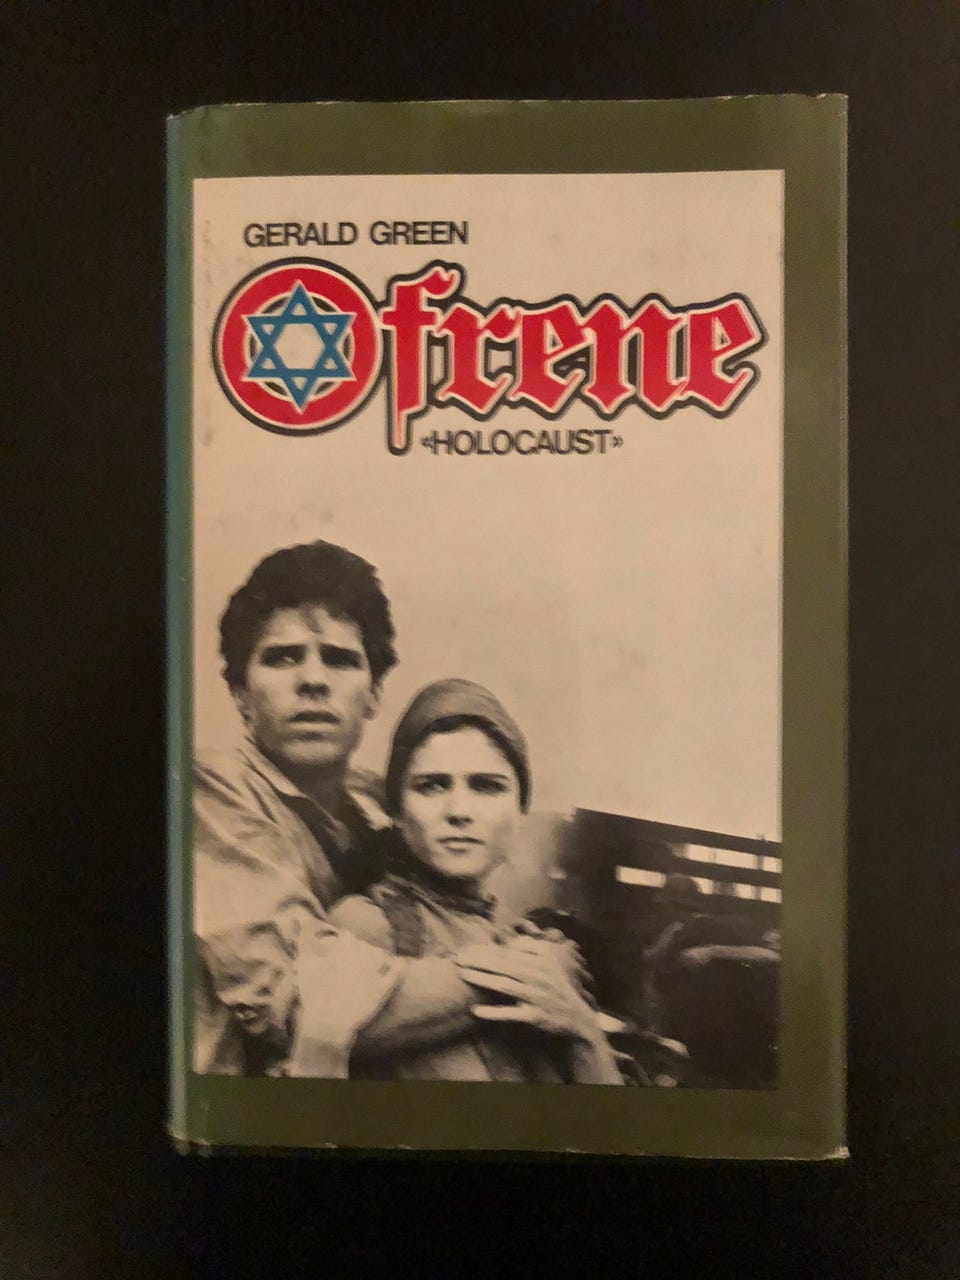 GERALD GREEN
Ofrene
«HOLOCAUST»